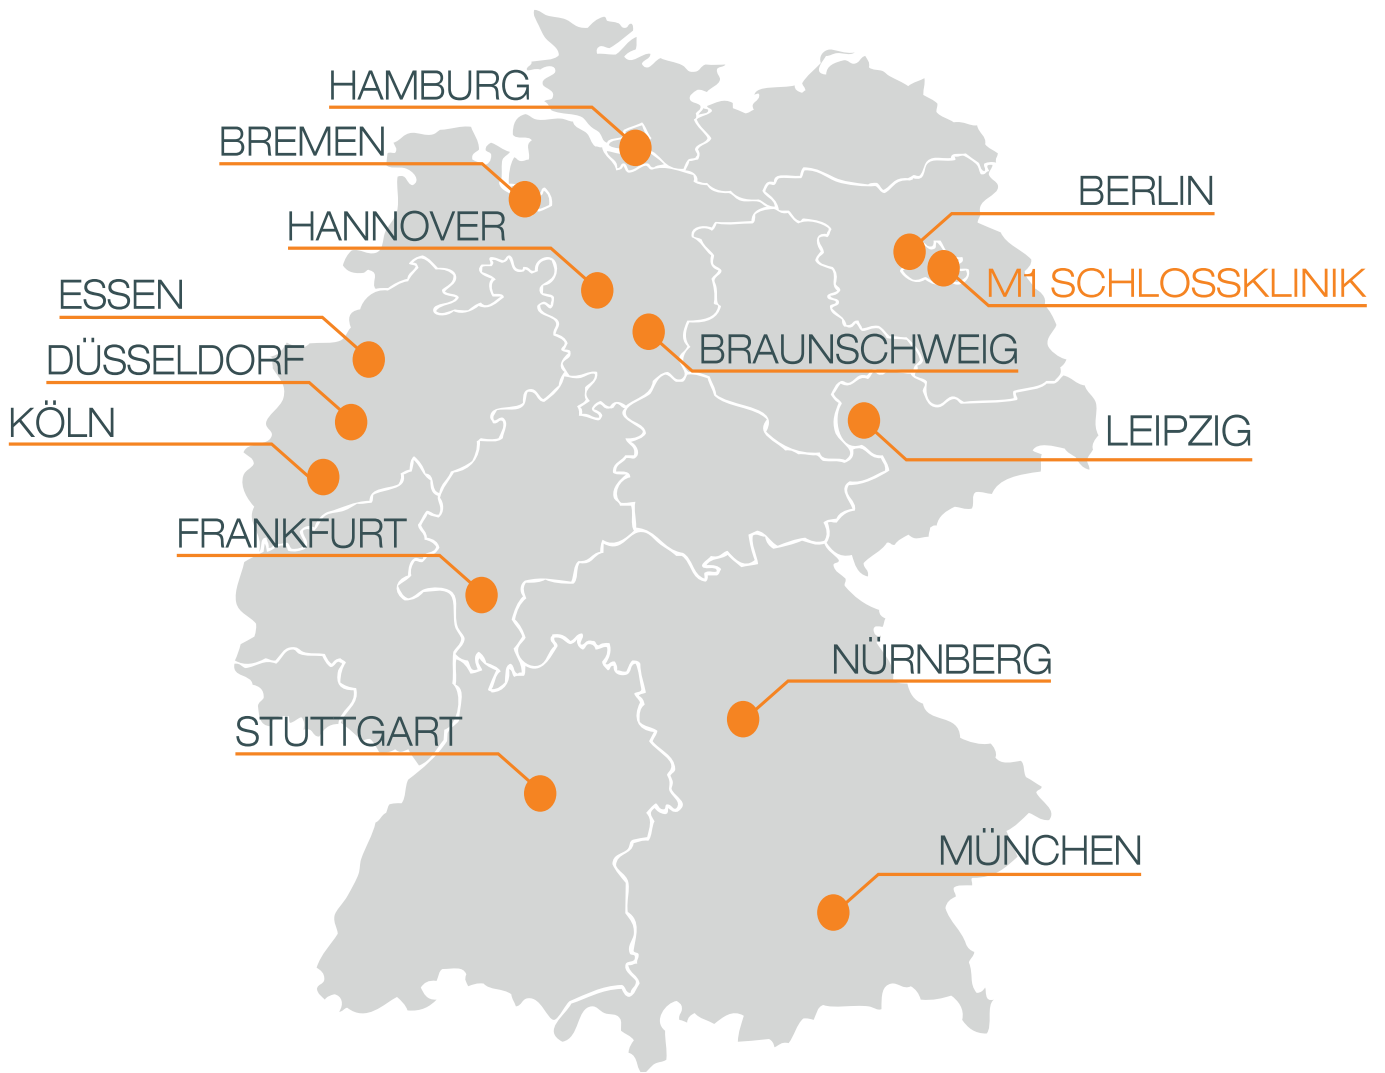 HAMBURG
BREMEN
BERLIN
HANNOVER
M1 SCHLOSSKLINIK
ESSEN
BRAUNSCHWEIG
DÜSSELDORF
KÖLN
LEIPZIG
FRANKFURT
NÜRNBERG
STUTTGART
MÜNCHEN